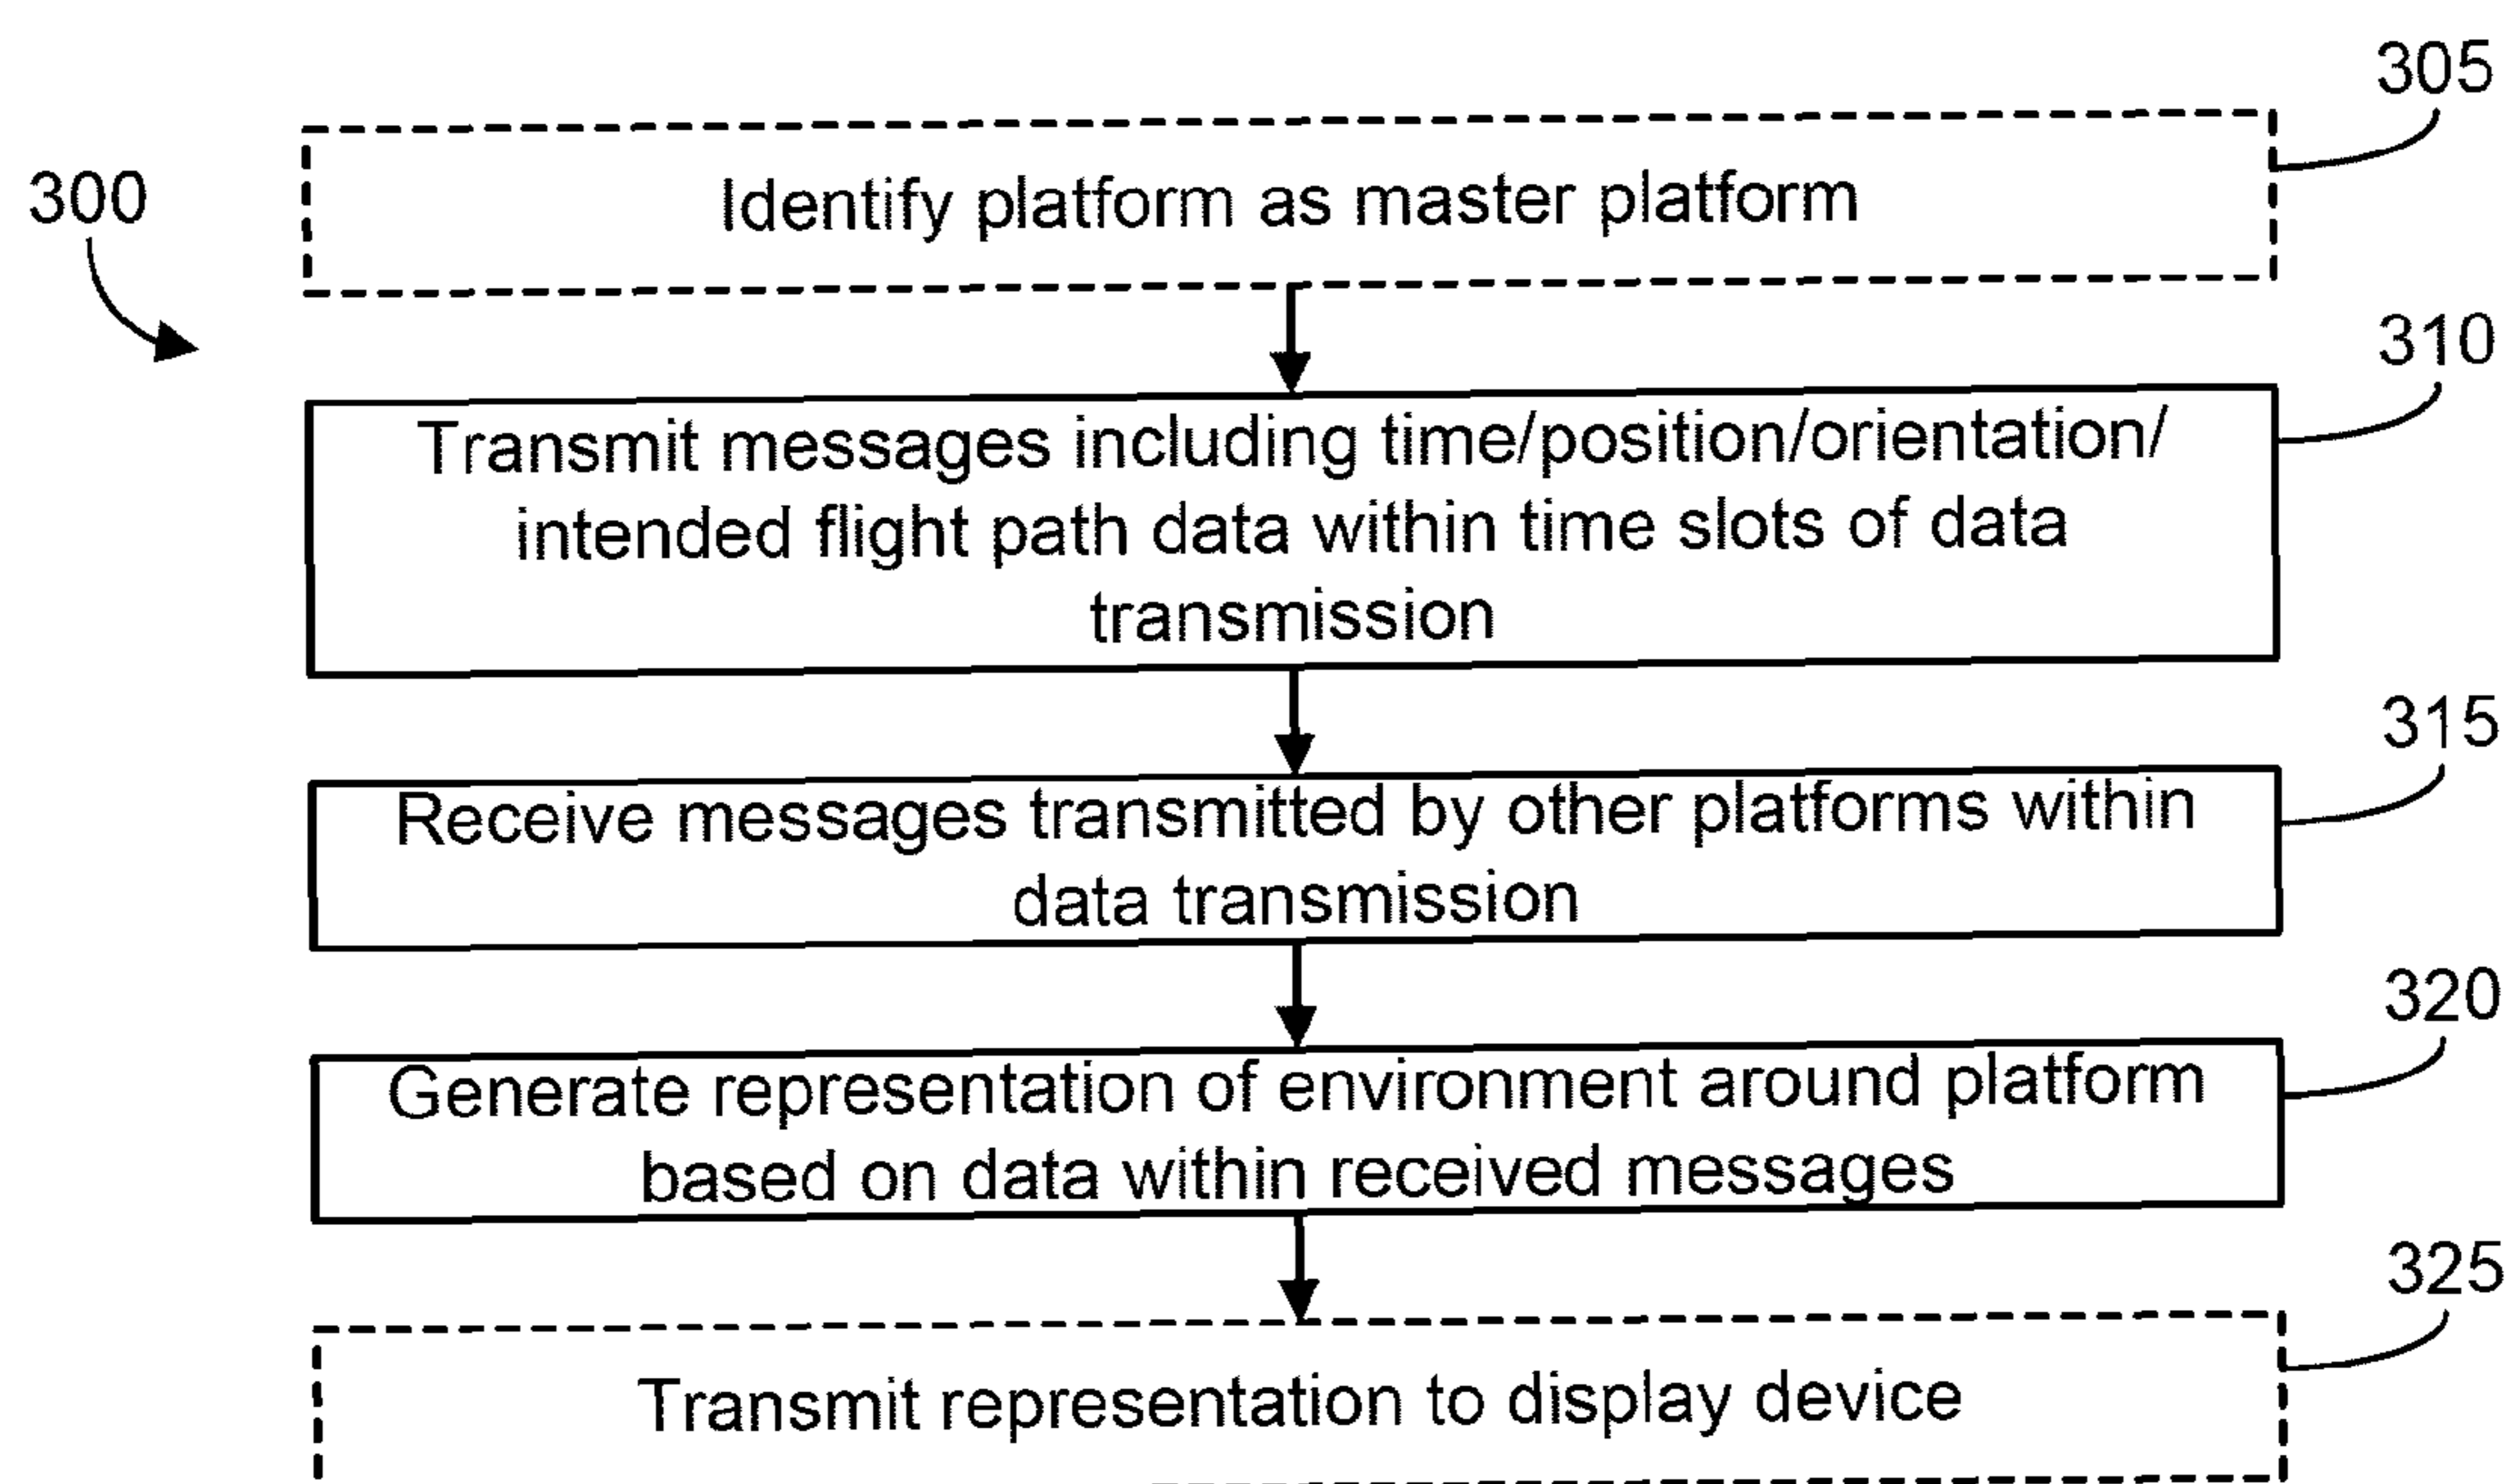 305
300
Identify platform as master platform
310
Transmit messages including time/position/orientation/
intended flight path data within time slots of data
transmission
315
Receive messages transmitted by other platforms within
data transmission
320
Generate representation of environment around platform
based on data within received messages
325
Transmit representation to display device